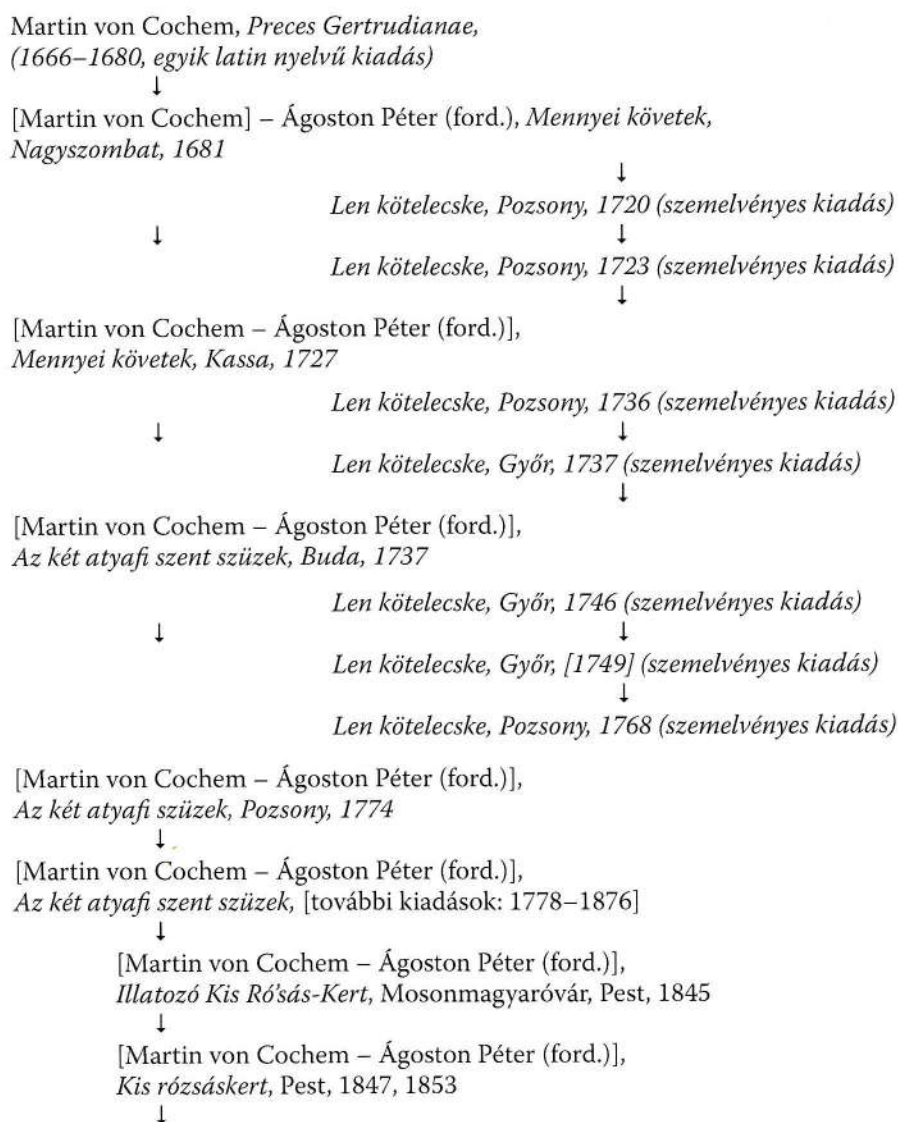 Martin von Cochem, Preces Gertrudianae,
(1666–1680, egyik latin nyelvű kiadás)
↓
[Martin von Cochem] – Ágoston Péter (ford.), Mennyei követek,
Nagyszombat, 1681
↓
Len kötelecske, Pozsony, 1720 (szemelvényes kiadás)
↓ ↓
Len kötelecske, Pozsony, 1723 (szemelvényes kiadás)
↓
[Martin von Cochem – Ágoston Péter (ford.)],
Mennyei követek, Kassa, 1727
Len kötelecske, Pozsony, 1736 (szemelvényes kiadás)
↓ ↓
Len kötelecske, Győr, 1737 (szemelvényes kiadás)
↓
[Martin von Cochem – Ágoston Péter (ford.)],
Az két atyafi szent szüzek, Buda, 1737
Len kötelecske, Győr, 1746 (szemelvényes kiadás)
↓ ↓
Len kötelecske, Győr, [1749] (szemelvényes kiadás)
↓
Len kötelecske, Pozsony, 1768 (szemelvényes kiadás)
[Martin von Cochem – Ágoston Péter (ford.)],
Az két atyafi szüzek, Pozsony, 1774
↓
[Martin von Cochem – Ágoston Péter (ford.)],
Az két atyafi szent szüzek, [további kiadások: 1778–1876]
↓
[Martin von Cochem – Ágoston Péter (ford.)],
Illatozó Kis Ró'sás-Kert, Mosonmagyaróvár, Pest, 1845
↓
[Martin von Cochem – Ágoston Péter (ford.)],
Kis rózsáskert, Pest, 1847, 1853
↓